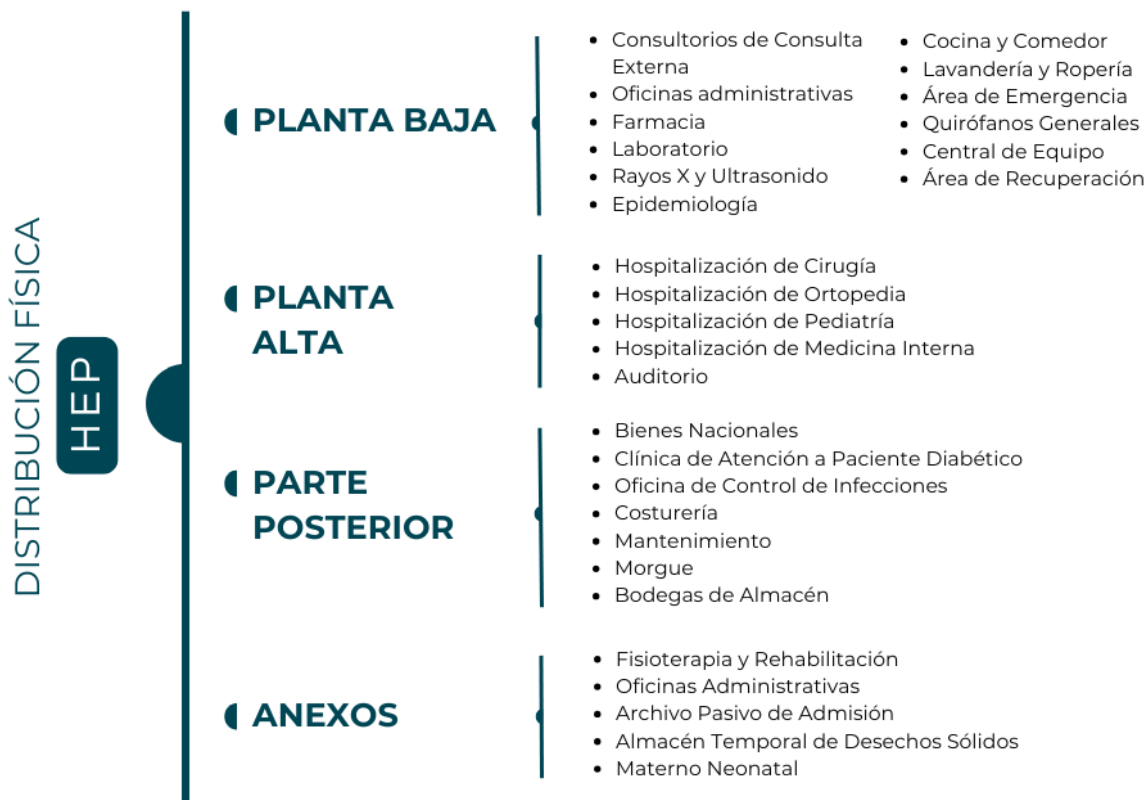 DISTRIBUCIÓN FÍSICA
HEP
PLANTA BAJA
• Consultorios de Consulta
Externa
• Oficinas administrativas
• Farmacia
• Laboratorio
• Rayos X y Ultrasonido
• Epidemiología
• Cocina y Comedor
• Lavandería y Ropería
• Área de Emergencia
• Quirófanos Generales
• Central de Equipo
• Área de Recuperación
PLANTA
ALTA
• Hospitalización de Cirugía
• Hospitalización de Ortopedia
• Hospitalización de Pediatría
• Hospitalización de Medicina Interna
• Auditorio
PARTE
POSTERIOR
• Bienes Nacionales
• Clínica de Atención a Paciente Diabético
• Oficina de Control de Infecciones
• Costurería
• Mantenimiento
• Morgue
• Bodegas de Almacén
ANEXOS
• Fisioterapia y Rehabilitación
• Oficinas Administrativas
• Archivo Pasivo de Admisión
• Almacén Temporal de Desechos Sólidos
• Materno Neonatal